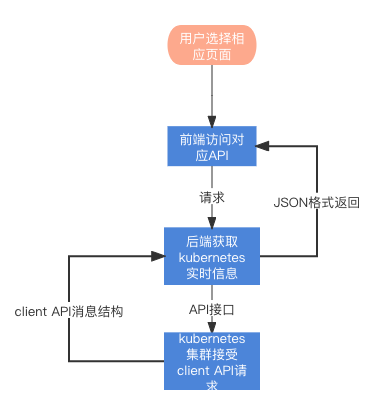 用户选择相
应页面
前端访问对
应API
请求
JSON格式返回
后端获取
kubernetes
实时信息
client API消息结构
API接口
kubernetes
集群接受
client API请
求